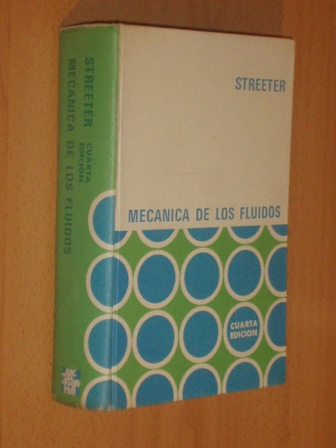 STREETER
MECANICA DE LOS FLUIDOS
CUARTA
EDICION
STREETER CUARTA
EDICION
MECANICA DE LOS FLUIDOS